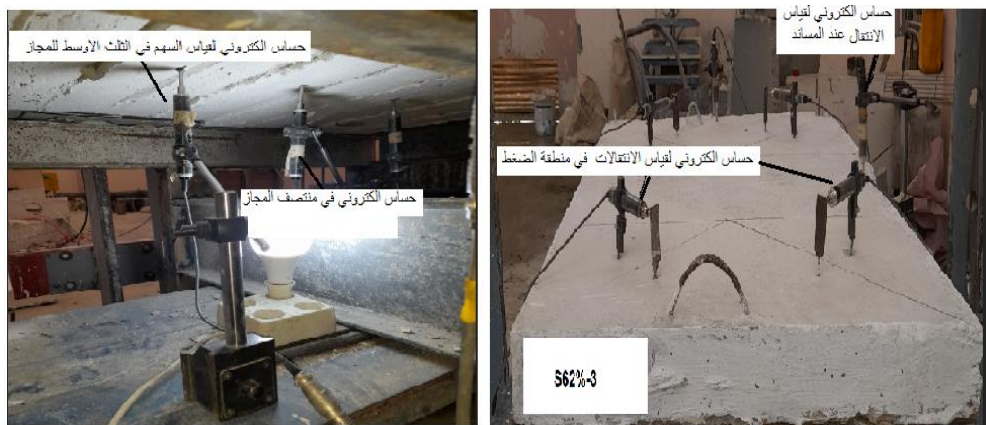 حساس الكتروني لقياس السهم في الثلث الاوسط للمجاز
حساس الكتروني في منتصف المجاز
حساس الكتروني لقياس
الانتقال عند المساند
حساس الكتروني لقياس الانتقالات في منطقة الضغط
S62%-3